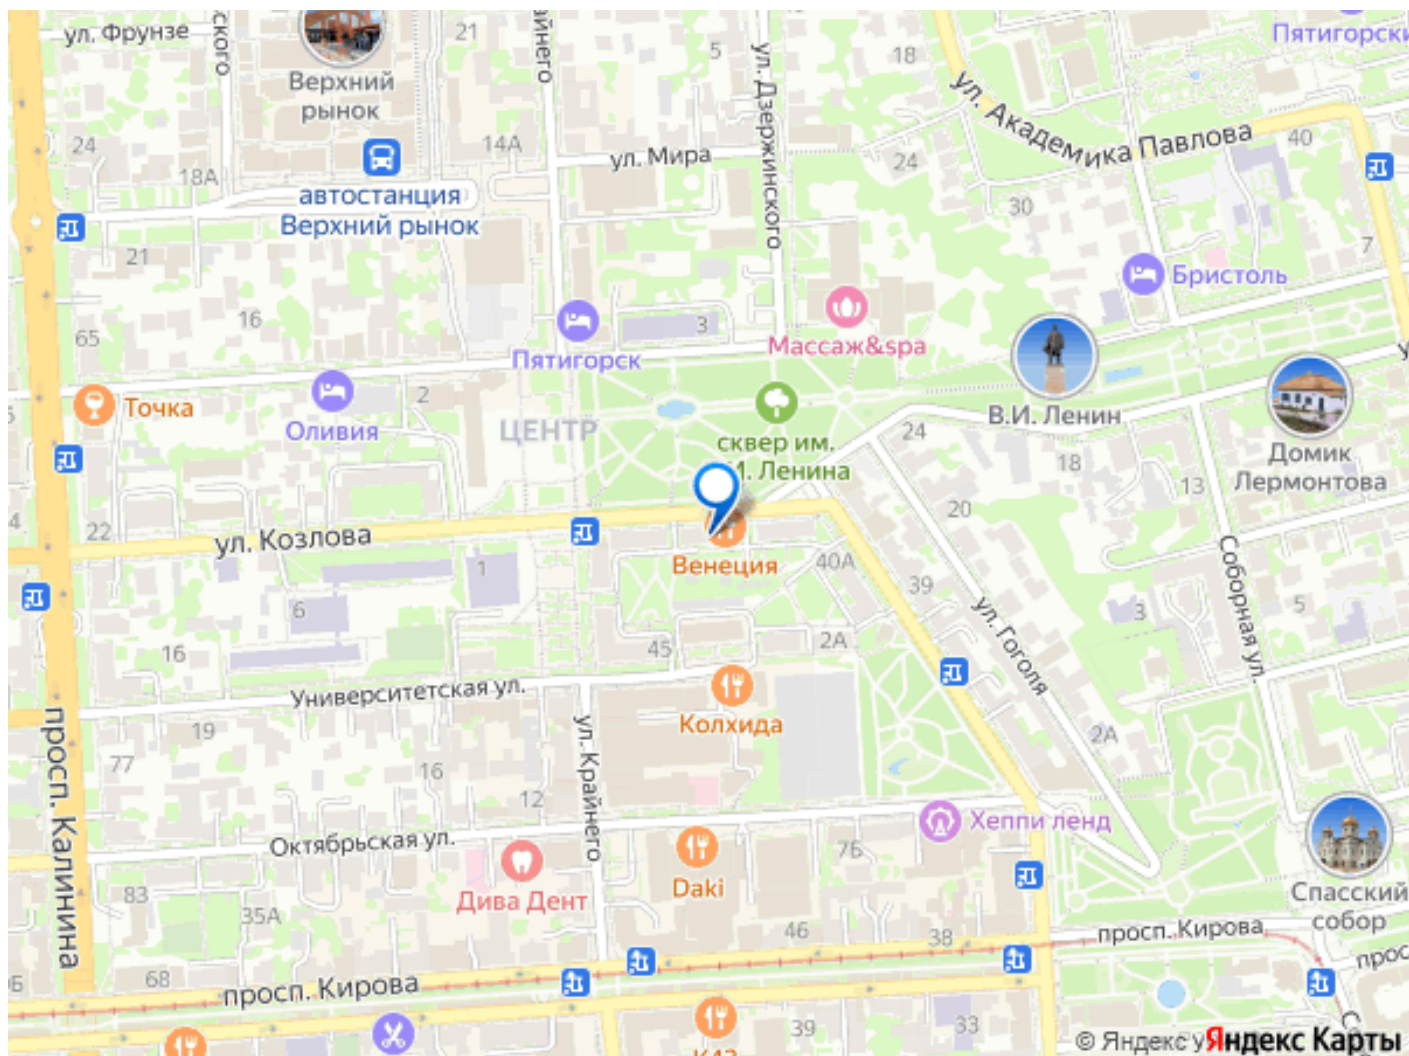 ул. Фрунзе
21
5
18
Пятигорск
Верхний
рынок
ул. Дзержинского
ул. Академика Павлова
24
14А
18А
ул. Мира
24
40
автостанция
Верхний рынок
30
7
21
Бристоль
16
65
3
Пятигорск
Массаж&spa
2
Точка
Оливия
ЦЕНТР
сквер им.
И. Ленина
В.И. Ленин
24
18
Домик
Лермонтова
13
4
22
ул. Козлова
20
Венеция
40А
1
39
6
Соборная ул.
5
3
ул. Гоголя
16
45
2А
Университетская ул.
просп. Калинина
19
Колхида
ул. Крайнего
77
16
12
2А
Октябрьская ул.
Хеппи ленд
7Б
Дива Дент
Daki
83
35А
Спасский
собор
46
38
просп. Кирова
68
просп. Кирова
39
33
К42
© Яндекс
Яндекс Карты